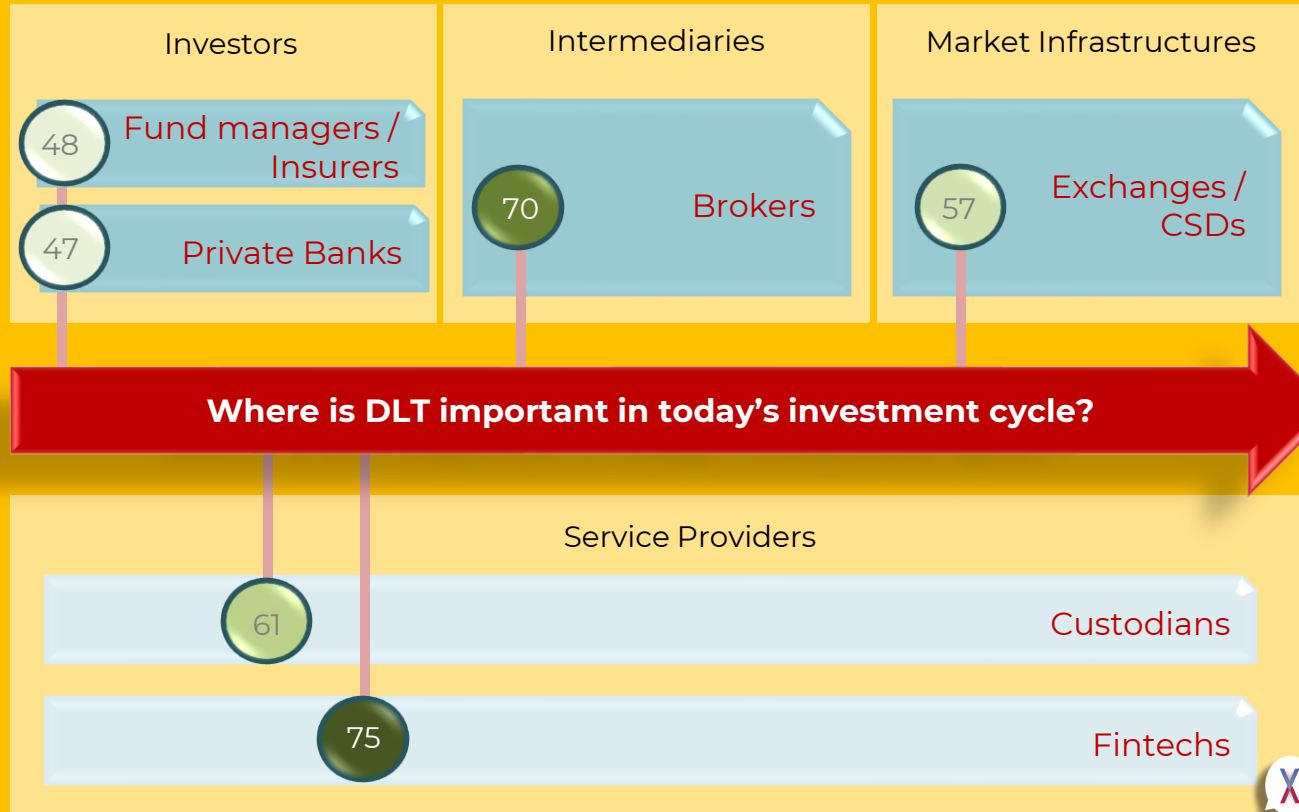 Investors
48
Fund managers /
Insurers
47
Private Banks
Intermediaries
70
Brokers
Market Infrastructures
57
Exchanges /
CSDs
Where is DLT important in today’s investment cycle?
Service Providers
61
Custodians
75
Fintechs
X